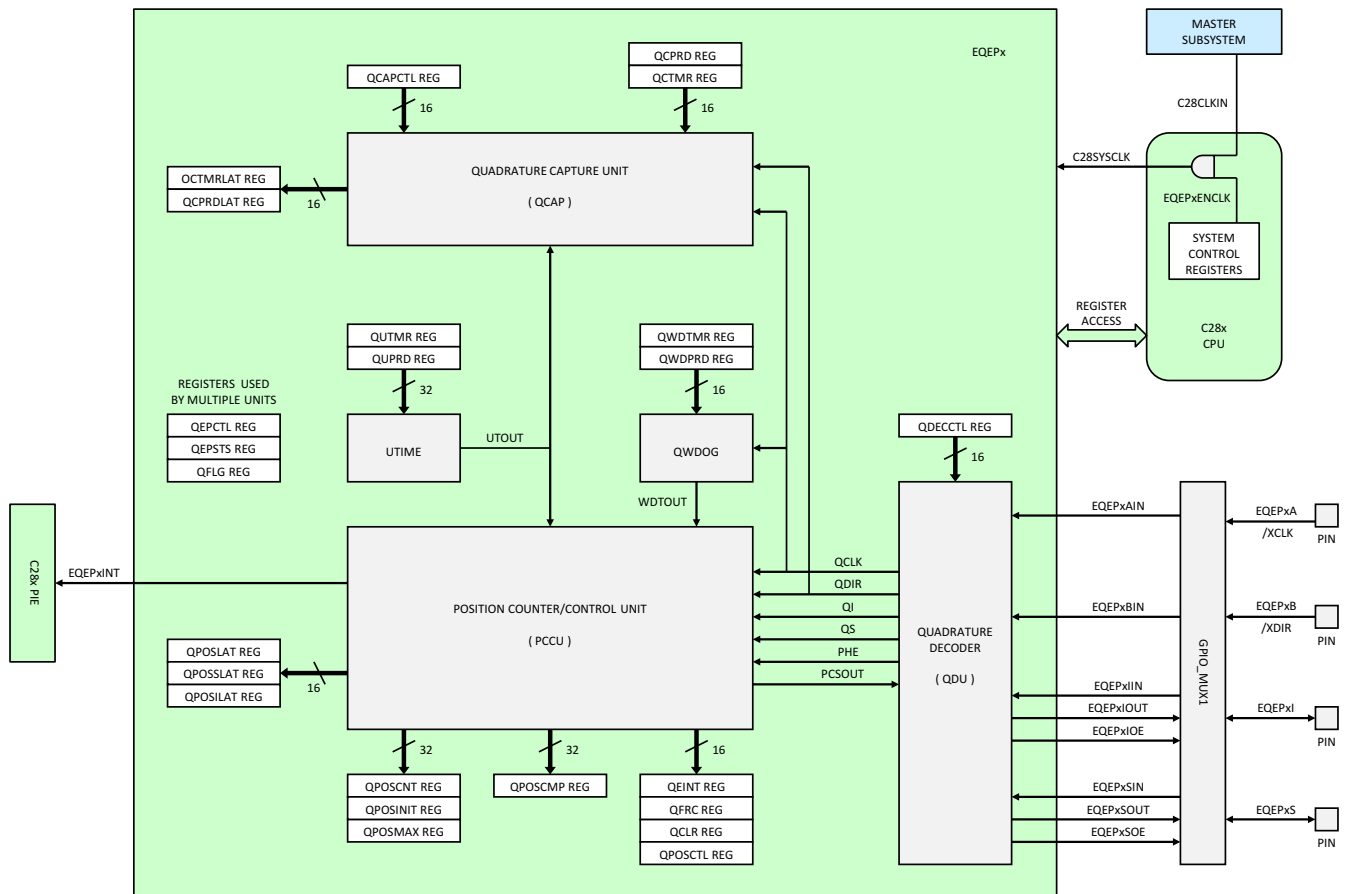 MASTER
SUBSYSTEM
EQEPx
QCPRD REG
QCTMR REG
QCAPCTL REG
16
16
C28CLKIN
C28SYSCLK
QUADRATURE CAPTURE UNIT
( QCAP )
OCTMRLAT REG
QCPRDLAT REG
16
EQEPxENCLK
SYSTEM
CONTROL
REGISTERS
REGISTER
ACCESS
C28x
CPU
QUTMR REG
QUPRD REG
32
QWDTMR REG
QWDPRD REG
16
REGISTERS USED
BY MULTIPLE UNITS
QEPCTL REG
QEPSTS REG
QFLG REG
UTIME
UTOUT
QWDOG
WDTOUT
QDECCTL REG
16
C28x PIE
EQEPxINT
POSITION COUNTER/CONTROL UNIT
( PCCU )
QCLK
QDIR
QI
QS
PHE
PCSOUT
QUADRATURE
DECODER
( QDU )
EQEPxAIN
EQEPxBIN
EQEPxIIN
EQEPxIOUT
EQEPxIOE
EQEPxSIN
EQEPxSOUT
EQEPxSOE
GPIO_MUX1
EQEPxA
/XCLK
PIN
EQEPxB
/XDIR
PIN
EQEPxI
PIN
EQEPxS
PIN
QPOSLAT REG
QPOSSLAT REG
QPOSILAT REG
16
32
32
16
QPOSCNT REG
QPOSINIT REG
QPOSMAX REG
QPOSCMP REG
QEINT REG
QFRC REG
QCLR REG
QPOSCTL REG